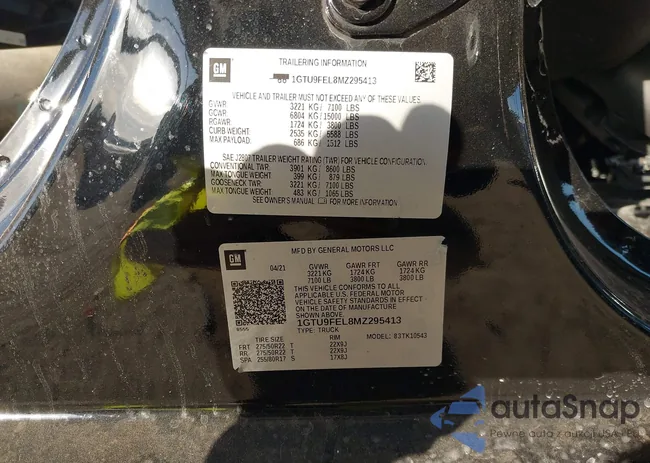 GM
TRAILERING INFORMATION
1GTU9FEL8MZ295413
VEHICLE AND TRAILER MUST NOT EXCEED ANY OF THESE VALUES.
GVWR 3221 KG / 7100 LBS
GCWR 6804 KG / 15000 LBS
RGAWR 1724 KG / 3800 LBS
CURB WEIGHT 2535 KG / 5588 LBS
MAX PAYLOAD 686 KG / 1512 LBS
SAE J2807 TRAILER WEIGHT RATING (TWR) FOR VEHICLE CONFIGURATION.
CONVENTIONAL TWR 3901 KG / 8600 LBS
MAX TONGUE WEIGHT 399 KG / 879 LBS
GOOSENECK TWR 3221 KG / 7100 LBS
MAX TONGUE WEIGHT 483 KG / 1065 LBS
SEE OWNER'S MANUAL FOR MORE INFORMATION
GM
MFD BY GENERAL MOTORS LLC
04/21 GVWR GAWR FRT GAWR RR
3221 KG 1724 KG 1724 KG
7100 LB 3800 LB 3800 LB
THIS VEHICLE CONFORMS TO ALL
APPLICABLE U.S. FEDERAL MOTOR
VEHICLE SAFETY STANDARDS IN EFFECT
ON THE DATE OF MANUFACTURE
SHOWN ABOVE.
1GTU9FEL8MZ295413
TYPE: TRUCK
TIRE SIZE RIM MODEL: 83TK10543
FRT 275/50R22 T 22X9J
RR 275/50R22 T 22X9J
SPA 255/80R17 S 17X8J
autaSnap
Pewne auta z aukcji USA i EU